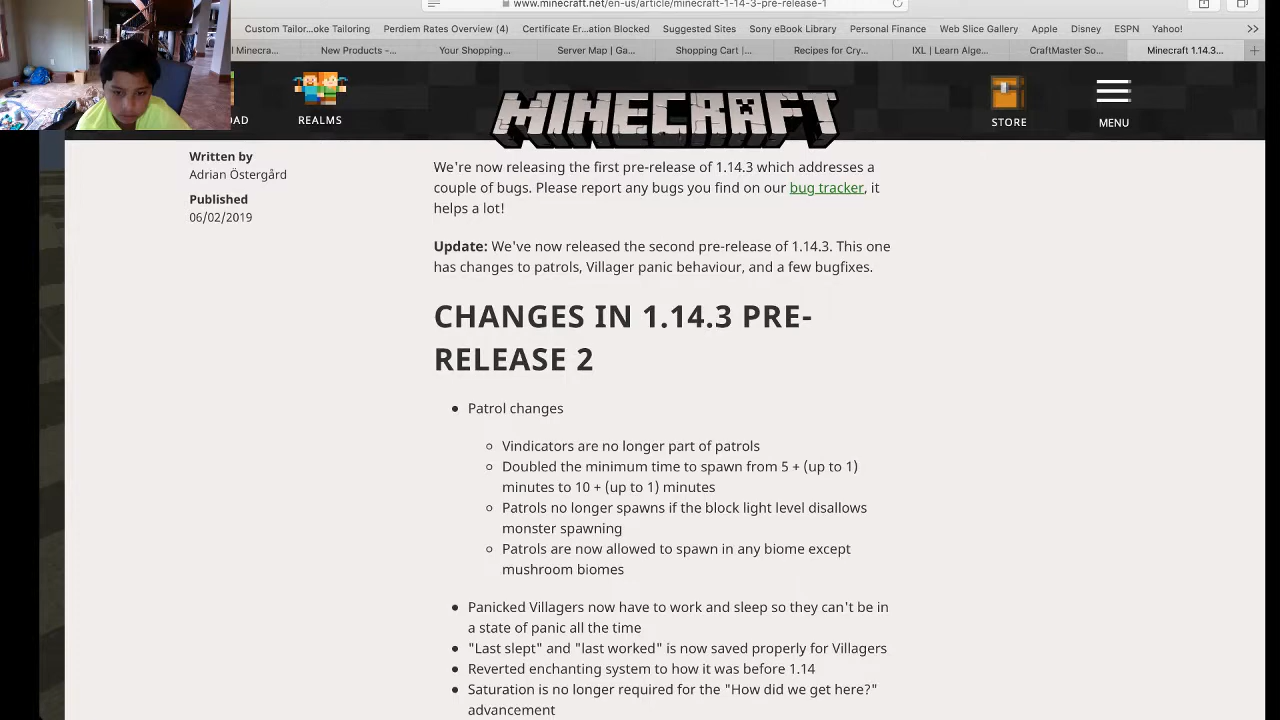 www.minecraft.net/en-us/article/minecraft-1-14-3-pre-release-1
Custom Tailor...oke Tailoring Perdiem Rates Overview (4) Certificate Er...ation Blocked Suggested Sites Sony eBook Library Personal Finance Web Slice Gallery Apple Disney ESPN Yahoo!
l Minecra... New Products -... Your Shopping... Server Map | Ga... Shopping Cart |... Recipes for Cry... IXL | Learn Alge... CraftMaster So... Minecraft 1.14.3...
OAD REALMS MINECRAFT STORE MENU
Written by
Adrian Östergård
Published
06/02/2019
We're now releasing the first pre-release of 1.14.3 which addresses a
couple of bugs. Please report any bugs you find on our bug tracker, it
helps a lot!
Update: We've now released the second pre-release of 1.14.3. This one
has changes to patrols, Villager panic behaviour, and a few bugfixes.
CHANGES IN 1.14.3 PRE-
RELEASE 2
Patrol changes
Vindicators are no longer part of patrols
Doubled the minimum time to spawn from 5 + (up to 1)
minutes to 10 + (up to 1) minutes
Patrols no longer spawns if the block light level disallows
monster spawning
Patrols are now allowed to spawn in any biome except
mushroom biomes
Panicked Villagers now have to work and sleep so they can't be in
a state of panic all the time
"Last slept" and "last worked" is now saved properly for Villagers
Reverted enchanting system to how it was before 1.14
Saturation is no longer required for the "How did we get here?"
advancement